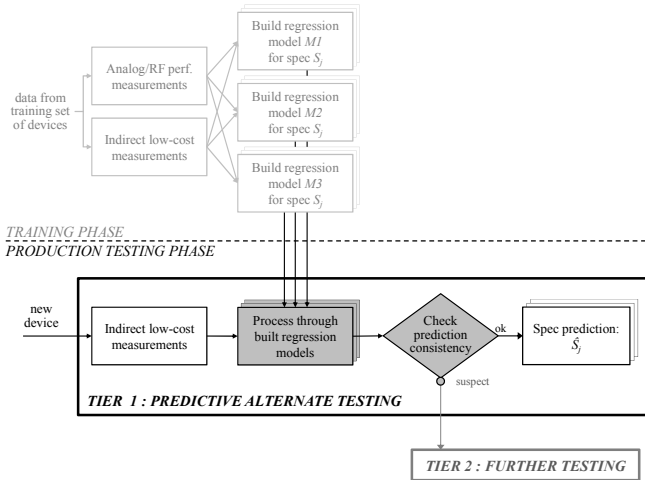 Build regression
model M1
for spec Sj
Analog/RF perf.
measurements
data from
training set
of devices
Build regression
model M2
for spec Sj
Indirect low-cost
measurements
Build regression
model M3
for spec Sj
TRAINING PHASE
PRODUCTION TESTING PHASE
new
device
Indirect low-cost
measurements
Process through
built regression
models
Check
prediction
consistency
ok
Spec prediction:
Ŝj
suspect
TIER 1 : PREDICTIVE ALTERNATE TESTING
TIER 2 : FURTHER TESTING